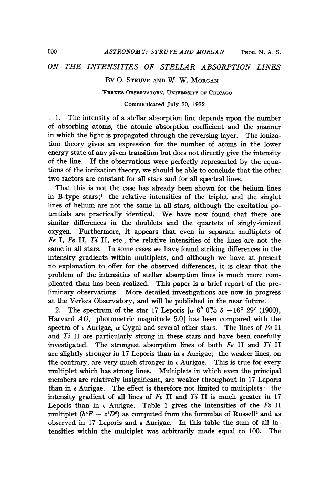 500 ASTRONOMY: STRUVE AND MORGAN PROC. N. A. S.
ON THE INTENSITIES OF STELLAR ABSORPTION LINES
BY O. STRUVE AND W. W. MORGAN
YERKES OBSERVATORY, UNIVERSITY OF CHICAGO
Communicated July 20, 1932
1. The intensity of a stellar absorption line depends upon the number
of absorbing atoms, the atomic absorption coefficient and the manner
in which the light is propagated through the reversing layer. The ioniza-
tion theory gives an expression for the number of atoms in the lower
energy state of any given transition but does not directly give the intensity
of the line. If the observations were perfectly represented by the equa-
tions of the ionization theory, we should be able to conclude that the other
two factors are constant for all stars and for all spectral lines.
That this is not the case has already been shown for the helium lines
in B-type stars;¹ the relative intensities of the triplet and the singlet
lines of helium are not the same in all stars, although the excitation po-
tentials are practically identical. We have now found that there are
similar differences in the doublets and the quartets of singly-ionized
oxygen. Furthermore, it appears that even in separate multiplets of
Fe I, Fe II, Ti II, etc., the relative intensities of the lines are not the
same in all stars. In some cases we have found striking differences in the
intensity gradients within multiplets, and although we have at present
no explanation to offer for the observed differences, it is clear that the
problem of the intensities of stellar absorption lines is much more com-
plicated than has been realized. This paper is a brief report of the pre-
liminary observations. More detailed investigations are now in progress
at the Yerkes Observatory, and will be published in the near future.
2. The spectrum of the star 17 Leporis [α 6ʰ 0ᵐ5 δ −16° 29′ (1900),
Harvard A0, photometric magnitude 5.0] has been compared with the
spectra of ε Aurigae, α Cygni and several other stars. The lines of Fe II
and Ti II are particularly strong in these stars and have been carefully
investigated. The strongest absorption lines of both Fe II and Ti II
are slightly stronger in 17 Leporis than in ε Aurigae; the weaker lines, on
the contrary, are very much stronger in ε Aurigae. This is true for every
multiplet which has strong lines. Multiplets in which even the principal
members are relatively insignificant, are weaker throughout in 17 Leporis
than in ε Aurigae. The effect is therefore not limited to multiplets: the
intensity gradient of all lines of Fe II and Ti II is much greater in 17
Leporis than in ε Aurigae. Table 1 gives the intensities of the Fe II
multiplet as computed from the formulae of Russell² and as
observed in 17 Leporis and ε Aurigae. In this table the sum of all in-
tensities within the multiplet was arbitrarily made equal to 100. The